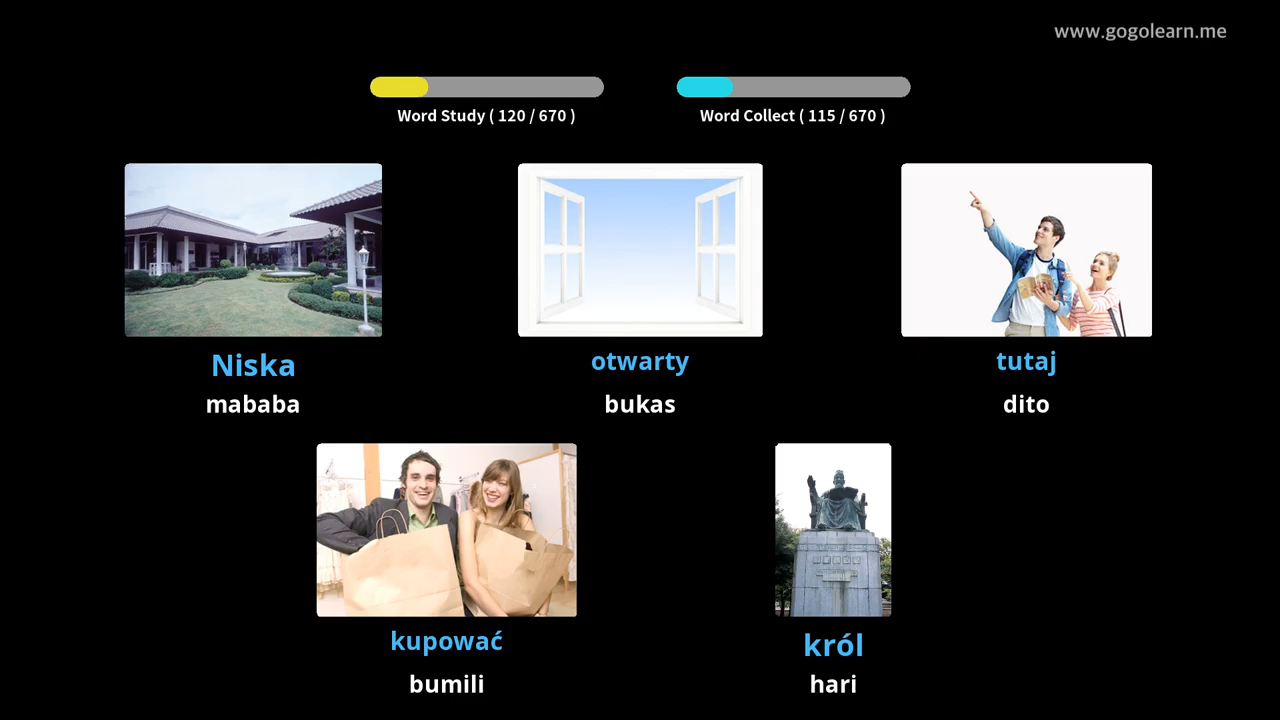 www.gogolearn.me
Word Study ( 120 / 670 )
Word Collect ( 115 / 670 )
Niska
mababa
otwarty
bukas
tutaj
dito
kupować
bumili
król
hari